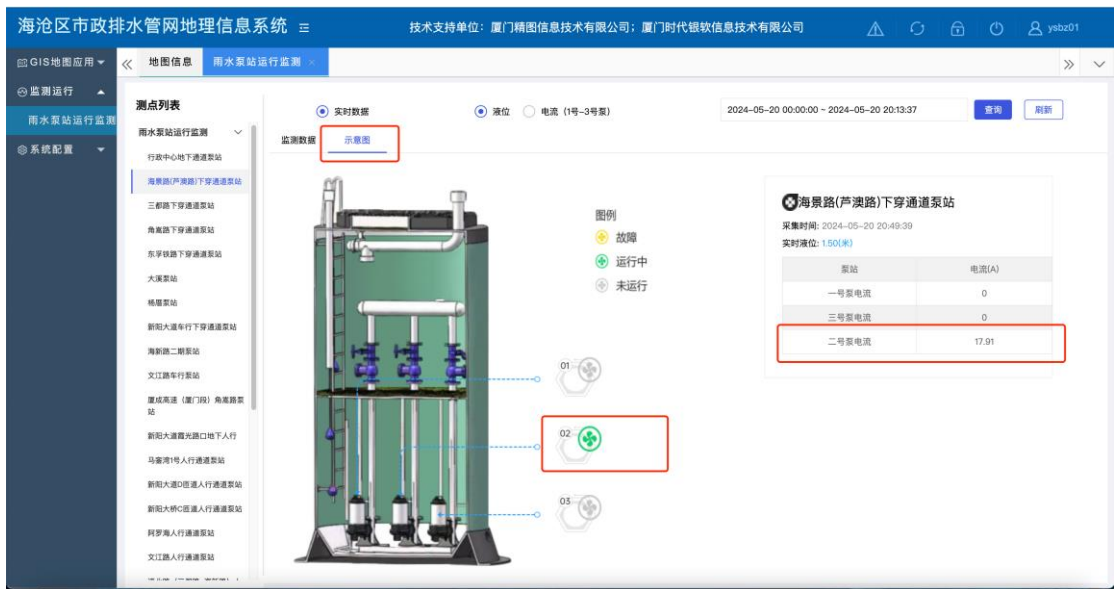 海沧区市政排水管网地理信息系统
技术支持单位：厦门精图信息技术有限公司；厦门时代银软信息技术有限公司
ysbz01
GIS地图应用
监测运行
雨水泵站运行监测
系统配置
地图信息 雨水泵站运行监测 ×
测点列表
雨水泵站运行监测
行政中心地下通道泵站
海景路(芦澳路)下穿通道泵站
三都路下穿通道泵站
角嵩路下穿通道泵站
东孚铁路下穿通道泵站
大溪泵站
杨厝泵站
新阳大道车行下穿通道泵站
海新路二期泵站
文江路车行泵站
厦成高速（厦门段）角嵩路泵站
新阳大道霞光路口地下人行
马銮湾1号人行通道泵站
新阳大道D匝道人行通道泵站
新阳大桥C匝道人行通道泵站
阿罗海人行通道泵站
文江路人行通道泵站
实时数据
液位 电流（1号–3号泵）
2024–05–20 00:00:00 ~ 2024–05–20 20:13:37
查询 刷新
监测数据 示意图
图例
故障
运行中
未运行
01
02
03
海景路(芦澳路)下穿通道泵站
采集时间: 2024–05–20 20:49:39
实时液位: 1.50(米)
泵站 电流(A)
一号泵电流 0
三号泵电流 0
二号泵电流 17.91